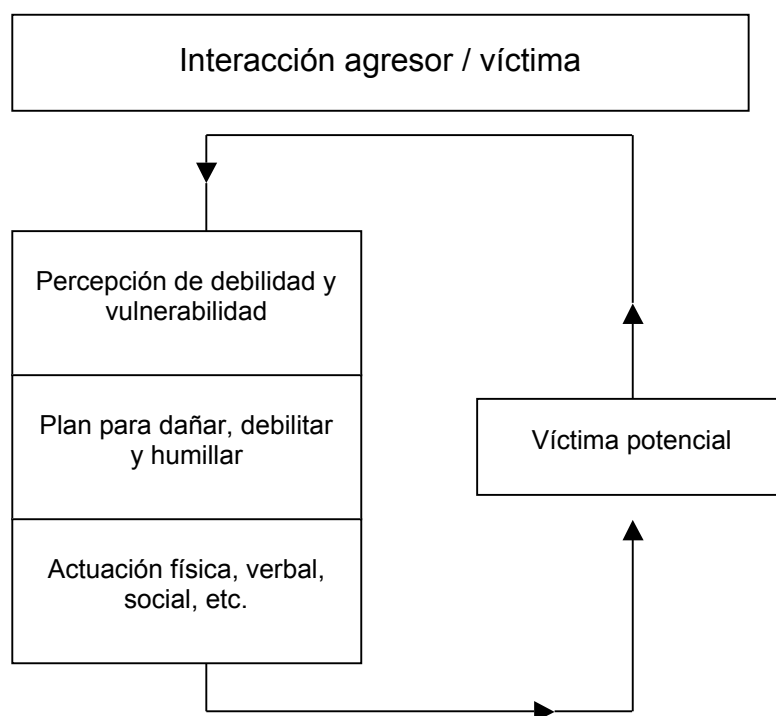 Interacción agresor / víctima
Percepción de debilidad y
vulnerabilidad
Plan para dañar, debilitar
y humillar
Víctima potencial
Actuación física, verbal,
social, etc.